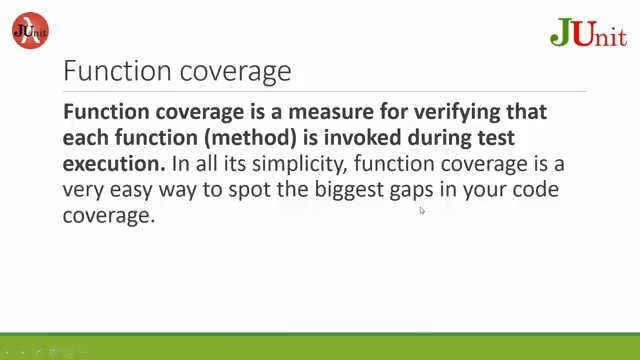 JUnit
JUnit
Function coverage
Function coverage is a measure for verifying that
each function (method) is invoked during test
execution. In all its simplicity, function coverage is a
very easy way to spot the biggest gaps in your code
coverage.